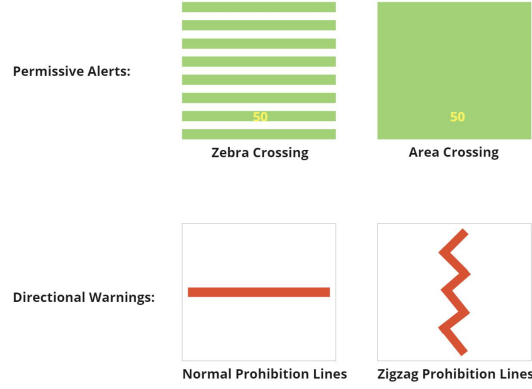 Permissive Alerts:
50
50
Zebra Crossing
Area Crossing
Directional Warnings:
Normal Prohibition Lines
Zigzag Prohibition Lines